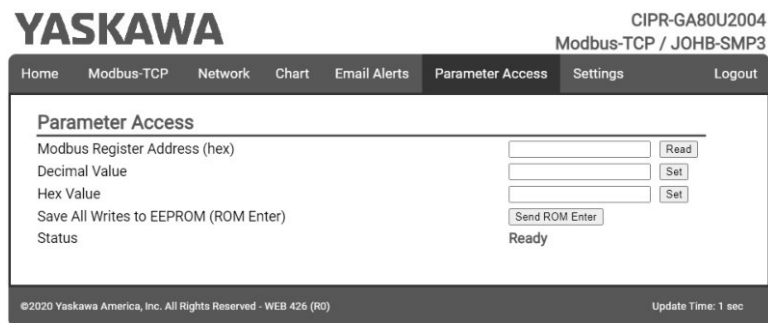 YASKAWA
CIPR-GA80U2004
Modbus-TCP / JOHB-SMP3
Home Modbus-TCP Network Chart Email Alerts Parameter Access Settings Logout
Parameter Access
Modbus Register Address (hex) Read
Decimal Value Set
Hex Value Set
Save All Writes to EEPROM (ROM Enter) Send ROM Enter
Status Ready
©2020 Yaskawa America, Inc. All Rights Reserved - WEB 426 (R0) Update Time: 1 sec